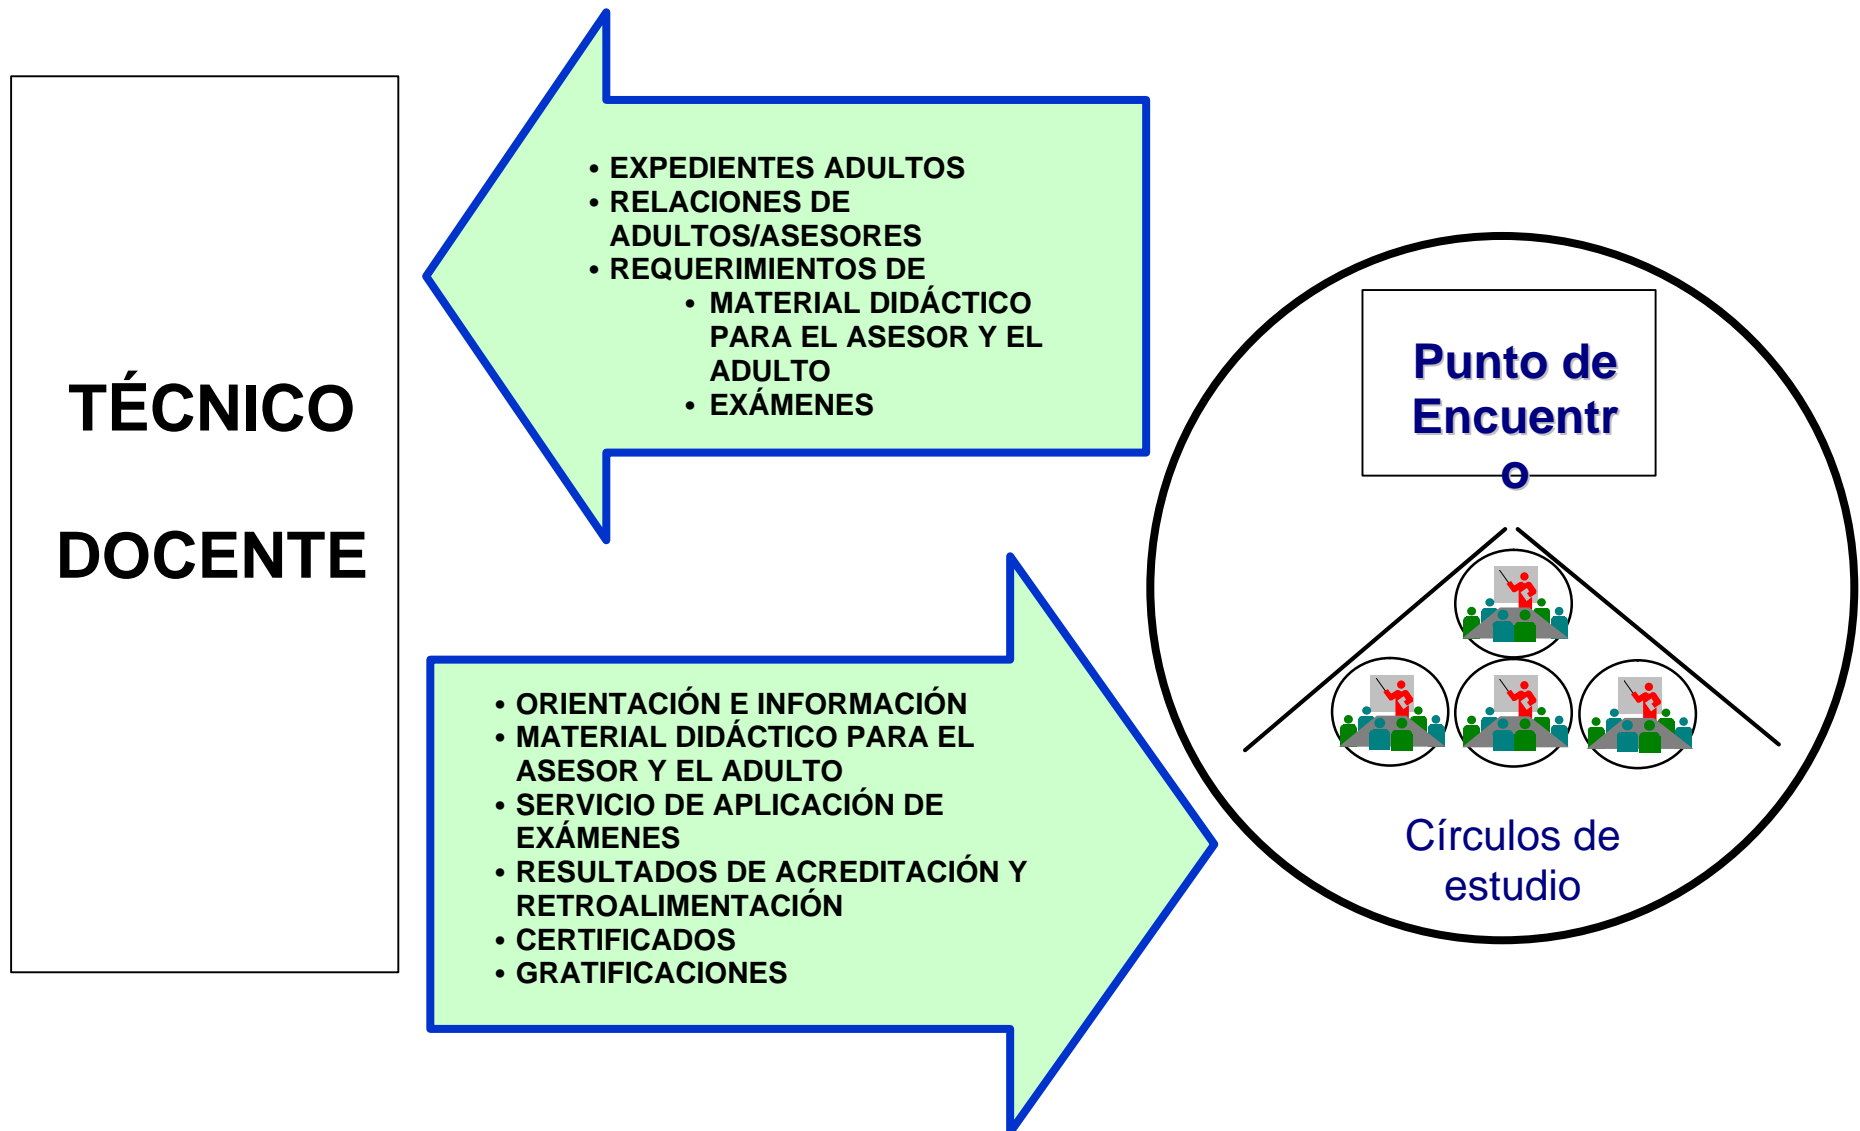 TÉCNICO
DOCENTE
• EXPEDIENTES ADULTOS
• RELACIONES DE
ADULTOS/ASESORES
• REQUERIMIENTOS DE
• MATERIAL DIDÁCTICO
PARA EL ASESOR Y EL
ADULTO
• EXÁMENES
• ORIENTACIÓN E INFORMACIÓN
• MATERIAL DIDÁCTICO PARA EL
ASESOR Y EL ADULTO
• SERVICIO DE APLICACIÓN DE
EXÁMENES
• RESULTADOS DE ACREDITACIÓN Y
RETROALIMENTACIÓN
• CERTIFICADOS
• GRATIFICACIONES
Punto de
Encuentr
o
Círculos de
estudio